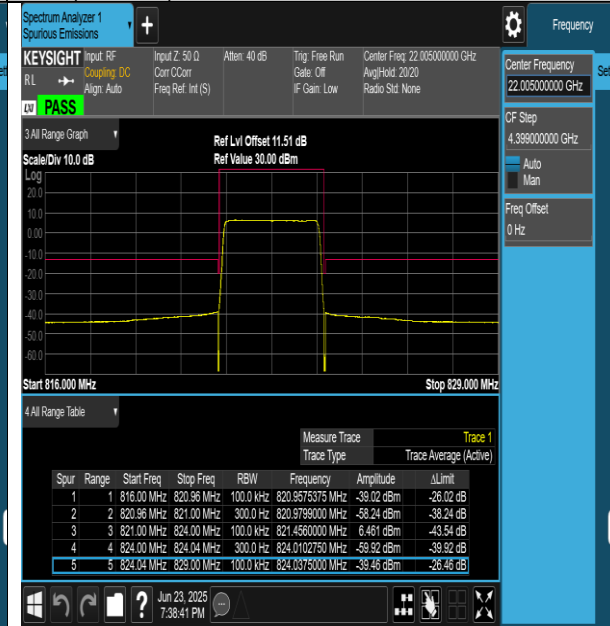 Spectrum Analyzer 1
Spurious Emissions
+
Frequency
KEYSIGHT Input: RF Input Z: 50 Ω Atten: 40 dB Trig: Free Run Center Freq: 22.005000000 GHz
RL Coupling: DC Corr CCorr Gate: Off Avg|Hold: 20/20
Align: Auto Freq Ref: Int (S) IF Gain: Low Radio Std: None
LXI PASS
Center Frequency
22.005000000 GHz
CF Step
4.399000000 GHz
Auto
Man
Freq Offset
0 Hz
3 All Range Graph
Ref Lvl Offset 11.51 dB
Scale/Div 10.0 dB Ref Value 30.00 dBm
Log
20.0
10.0
0.00
-10.0
-20.0
-30.0
-40.0
-50.0
-60.0
Start 816.000 MHz Stop 829.000 MHz
4 All Range Table
Measure Trace Trace 1
Trace Type Trace Average (Active)
Spur Range Start Freq Stop Freq RBW Frequency Amplitude ΔLimit
1 1 816.00 MHz 820.96 MHz 100.0 kHz 820.9575375 MHz -39.02 dBm -26.02 dB
2 2 820.96 MHz 821.00 MHz 300.0 Hz 820.9799000 MHz -58.24 dBm -38.24 dB
3 3 821.00 MHz 824.00 MHz 100.0 kHz 821.4560000 MHz 6.461 dBm -43.54 dB
4 4 824.00 MHz 824.04 MHz 300.0 Hz 824.0102750 MHz -59.92 dBm -39.92 dB
5 5 824.04 MHz 829.00 MHz 100.0 kHz 824.0375000 MHz -39.46 dBm -26.46 dB
? Jun 23, 2025
7:38:41 PM